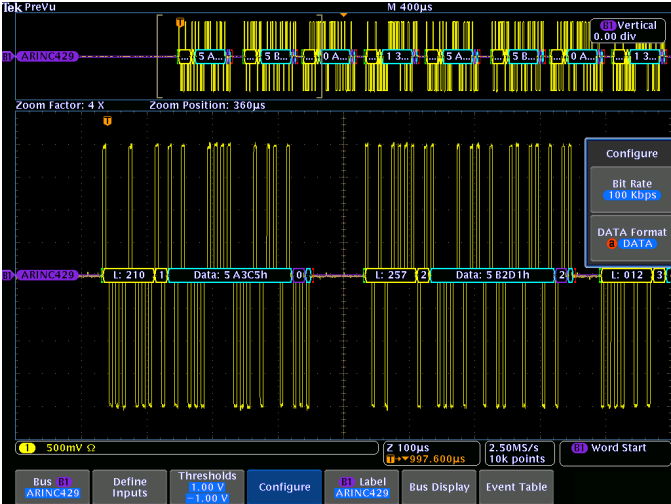 Tek PreVu M 400µs
B1 Vertical
0.00 div
T
B1 ARINC429 ... 5 A... ... 5 B... ... 0 A... ... 1 3... ... 5 A... ... 5 B... ... 0 A... ... 1 3...
Zoom Factor: 4 X Zoom Position: 360µs
T
Configure
Bit Rate
100 Kbps
DATA Format
a DATA
B1 ARINC429 L: 210 1 Data: 5 A3C5h 0 L: 257 2 Data: 5 B2D1h 2 L: 012 3
1 500mV Ω
Z 100µs
T→▼997.600µs
2.50MS/s
10k points
B1 Word Start
Bus B1
ARINC429
Define
Inputs
Thresholds
1.00 V
−1.00 V
Configure
B1 Label
ARINC429
Bus Display
Event Table